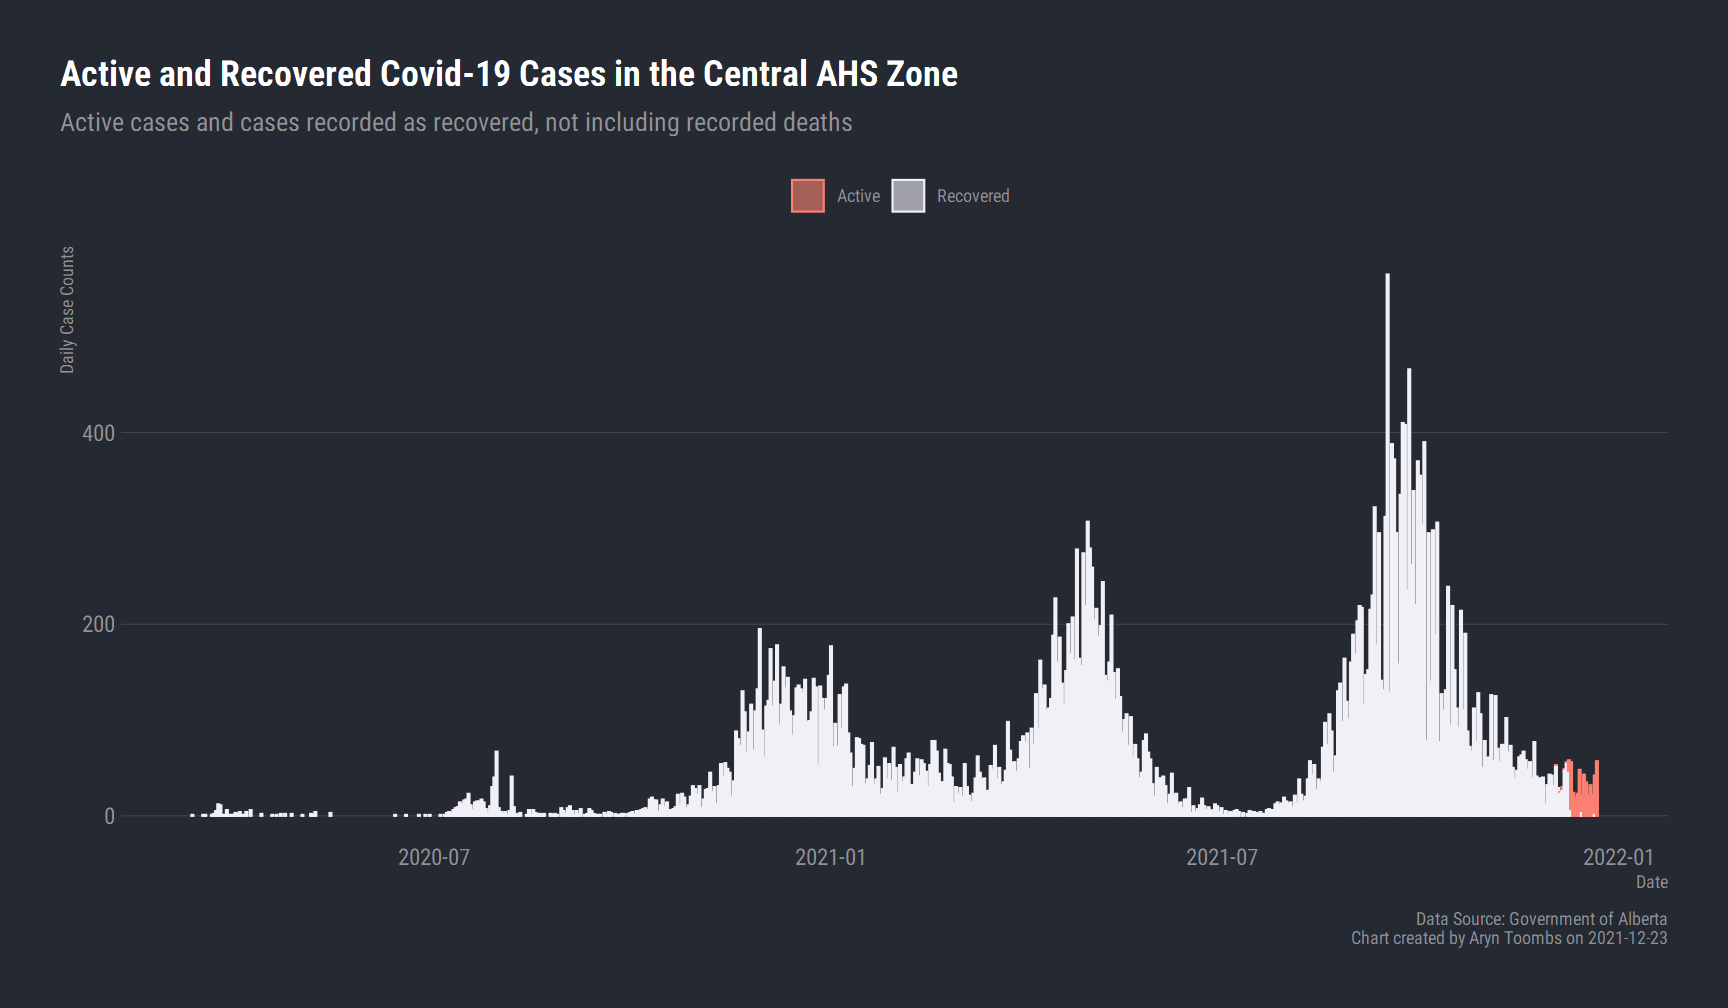 Active and Recovered Covid-19 Cases in the Central AHS Zone
Active cases and cases recorded as recovered, not including recorded deaths
Active
Recovered
Daily Case Counts
400
200
0
2020-07
2021-01
2021-07
2022-01
Date
Data Source: Government of Alberta
Chart created by Aryn Toombs on 2021-12-23